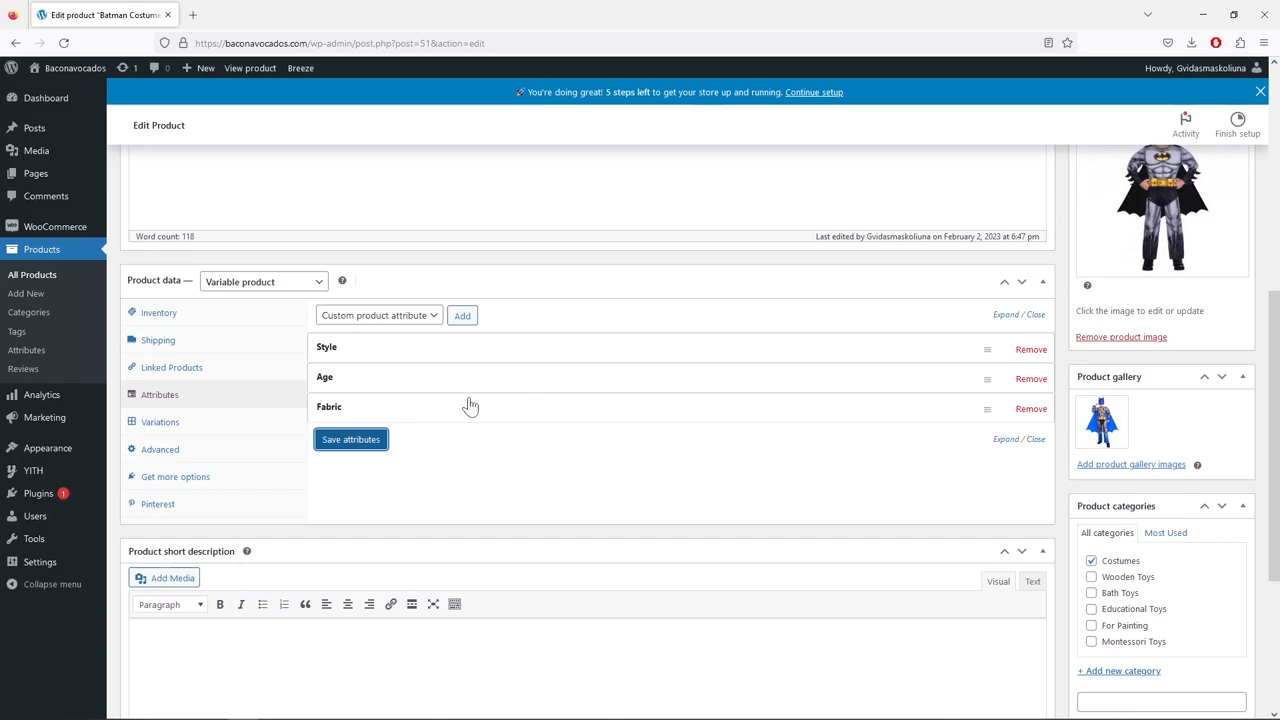 Edit product "Batman Costume
https://baconavocados.com/wp-admin/post.php?post=51&action=edit
Baconavocados 1 New View product Breeze Howdy, Gvidasmaskoliuna
🚀 You're doing great! 5 steps left to get your store up and running. Continue setup
Edit Product
Activity
Finish setup
Dashboard
Posts
Media
Pages
Comments
WooCommerce
Products
All Products
Add New
Categories
Tags
Attributes
Reviews
Analytics
Marketing
Appearance
YITH
Plugins 1
Users
Tools
Settings
Collapse menu
Word count: 118 Last edited by Gvidasmaskoliuna on February 2, 2023 at 6:47 pm
Product data — Variable product
Inventory
Shipping
Linked Products
Attributes
Variations
Advanced
Get more options
Pinterest
Custom product attribute Add Expand / Close
Style Remove
Age Remove
Fabric Remove
Save attributes Expand / Close
Product short description
Add Media
Visual Text
Paragraph
Click the image to edit or update
Remove product image
Product gallery
Add product gallery images
Product categories
All categories Most Used
Costumes
Wooden Toys
Bath Toys
Educational Toys
For Painting
Montessori Toys
+ Add new category